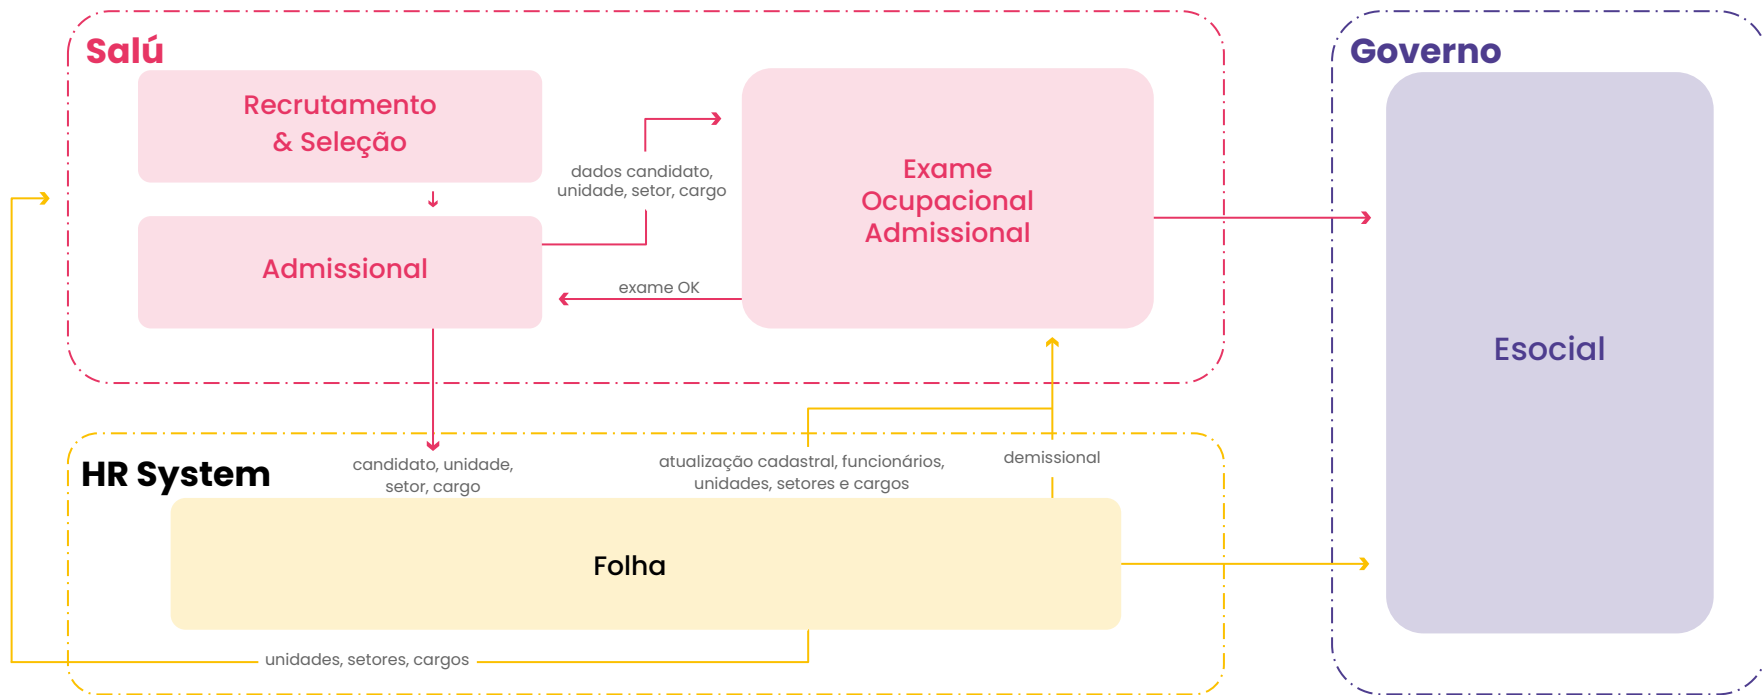 Salú
Governo
Recrutamento
& Seleção
dados candidato,
unidade, setor, cargo
Exame
Ocupacional
Admissional
Admissional
exame OK
Esocial
HR System
candidato, unidade,
setor, cargo
atualização cadastral, funcionários,
unidades, setores e cargos
demissional
Folha
unidades, setores, cargos